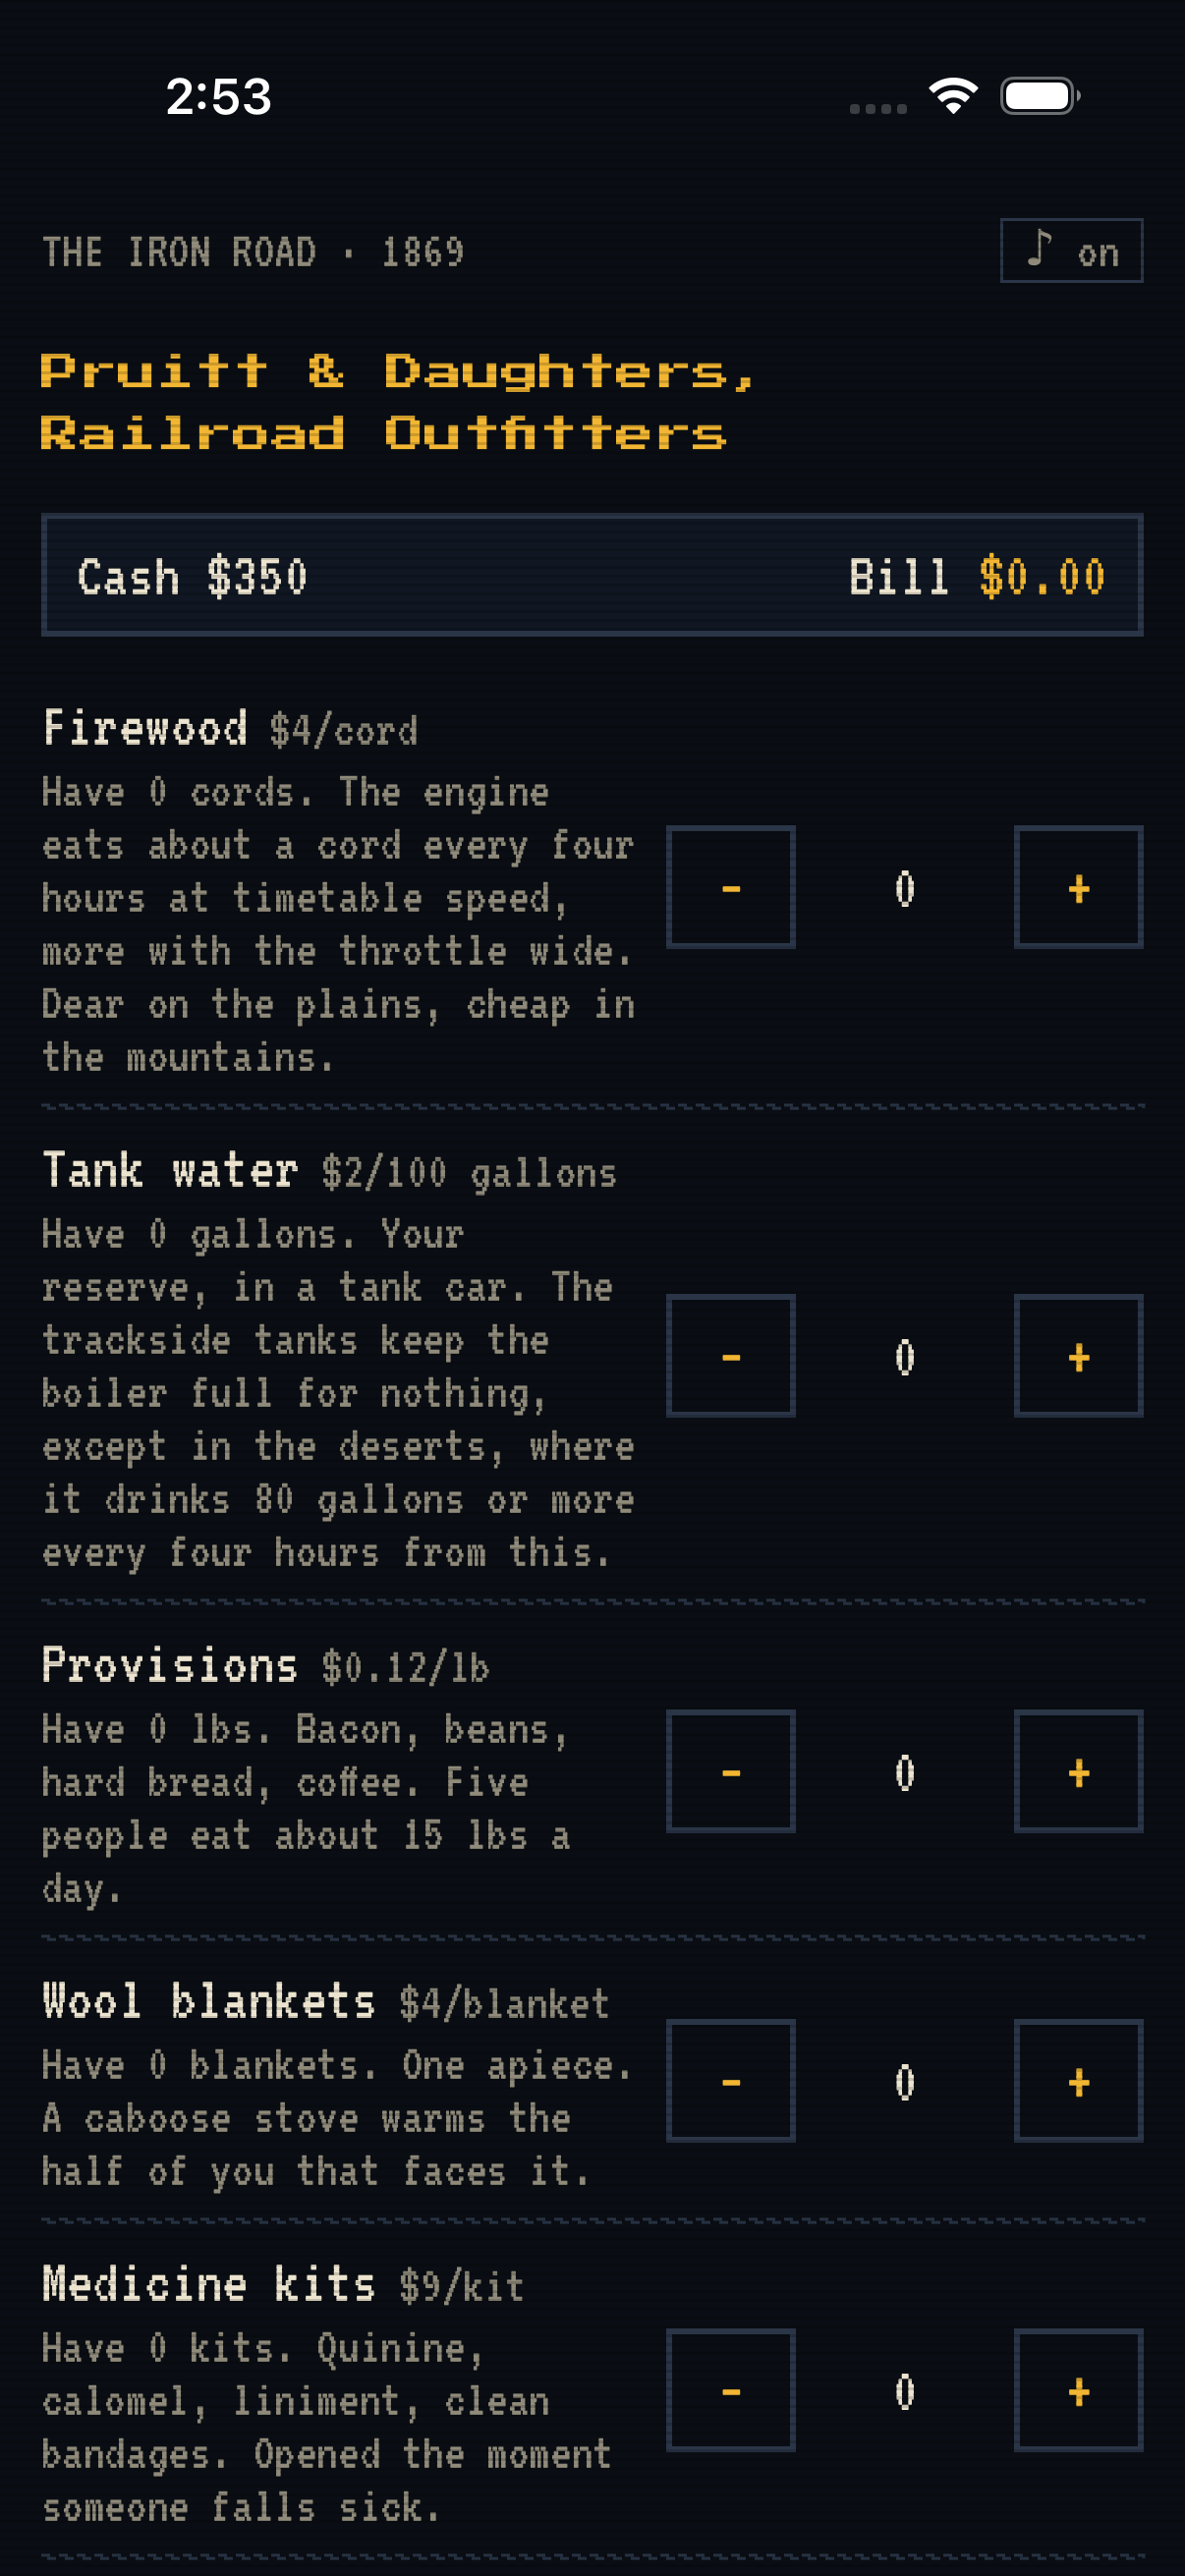 2:53
THE IRON ROAD · 1869
♪ on
Pruitt & Daughters,
Railroad Outfitters
Cash $350
Bill $0.00
Firewood $4/cord
Have 0 cords. The engine
eats about a cord every four
hours at timetable speed,
more with the throttle wide.
Dear on the plains, cheap in
the mountains.
- 0 +
Tank water $2/100 gallons
Have 0 gallons. Your
reserve, in a tank car. The
trackside tanks keep the
boiler full for nothing,
except in the deserts, where
it drinks 80 gallons or more
every four hours from this.
- 0 +
Provisions $0.12/lb
Have 0 lbs. Bacon, beans,
hard bread, coffee. Five
people eat about 15 lbs a
day.
- 0 +
Wool blankets $4/blanket
Have 0 blankets. One apiece.
A caboose stove warms the
half of you that faces it.
- 0 +
Medicine kits $9/kit
Have 0 kits. Quinine,
calomel, liniment, clean
bandages. Opened the moment
someone falls sick.
- 0 +